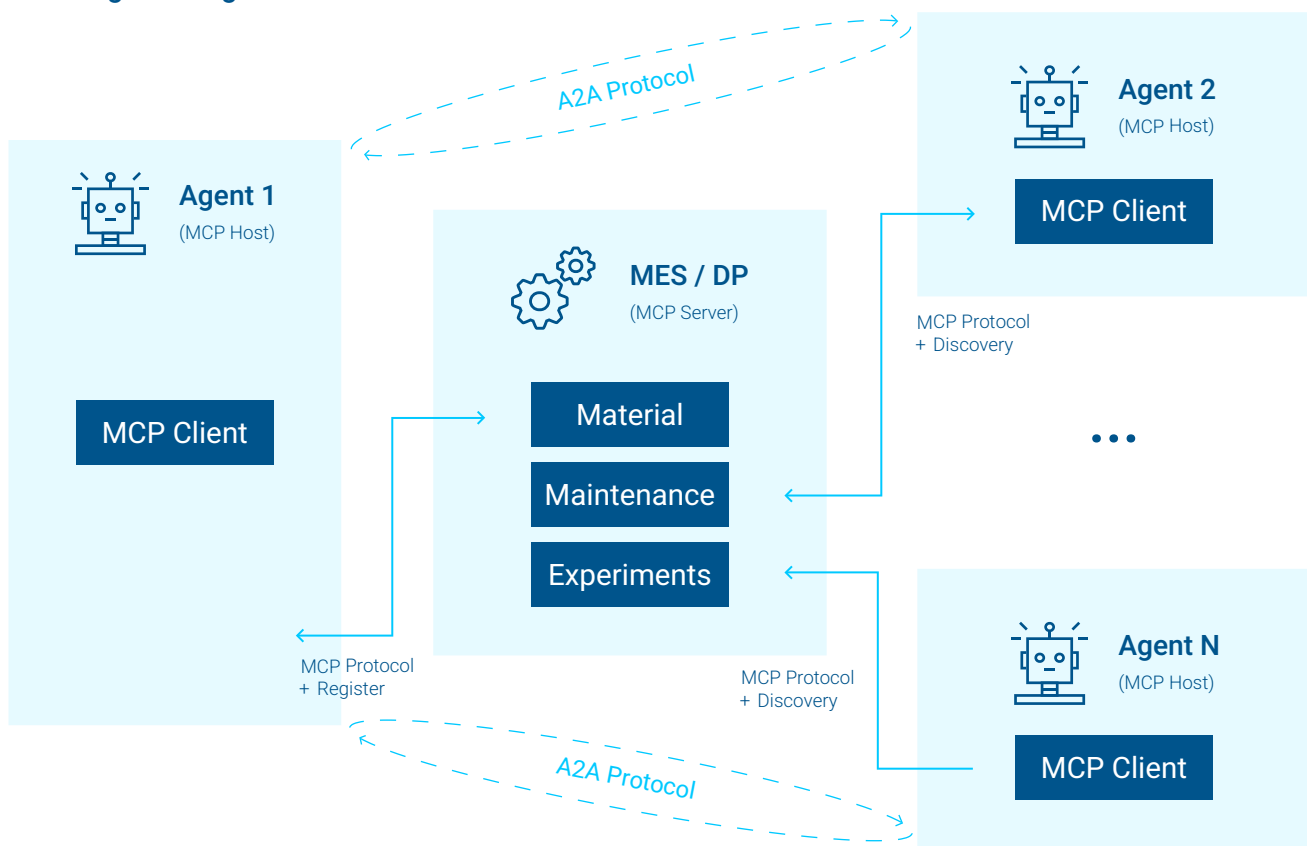 A2A Protocol
Agent 2
(MCP Host)
MCP Client
Agent 1
(MCP Host)
MCP Client
MES / DP
(MCP Server)
Material
Maintenance
Experiments
MCP Protocol
+ Discovery
...
MCP Protocol
+ Register
MCP Protocol
+ Discovery
Agent N
(MCP Host)
MCP Client
A2A Protocol